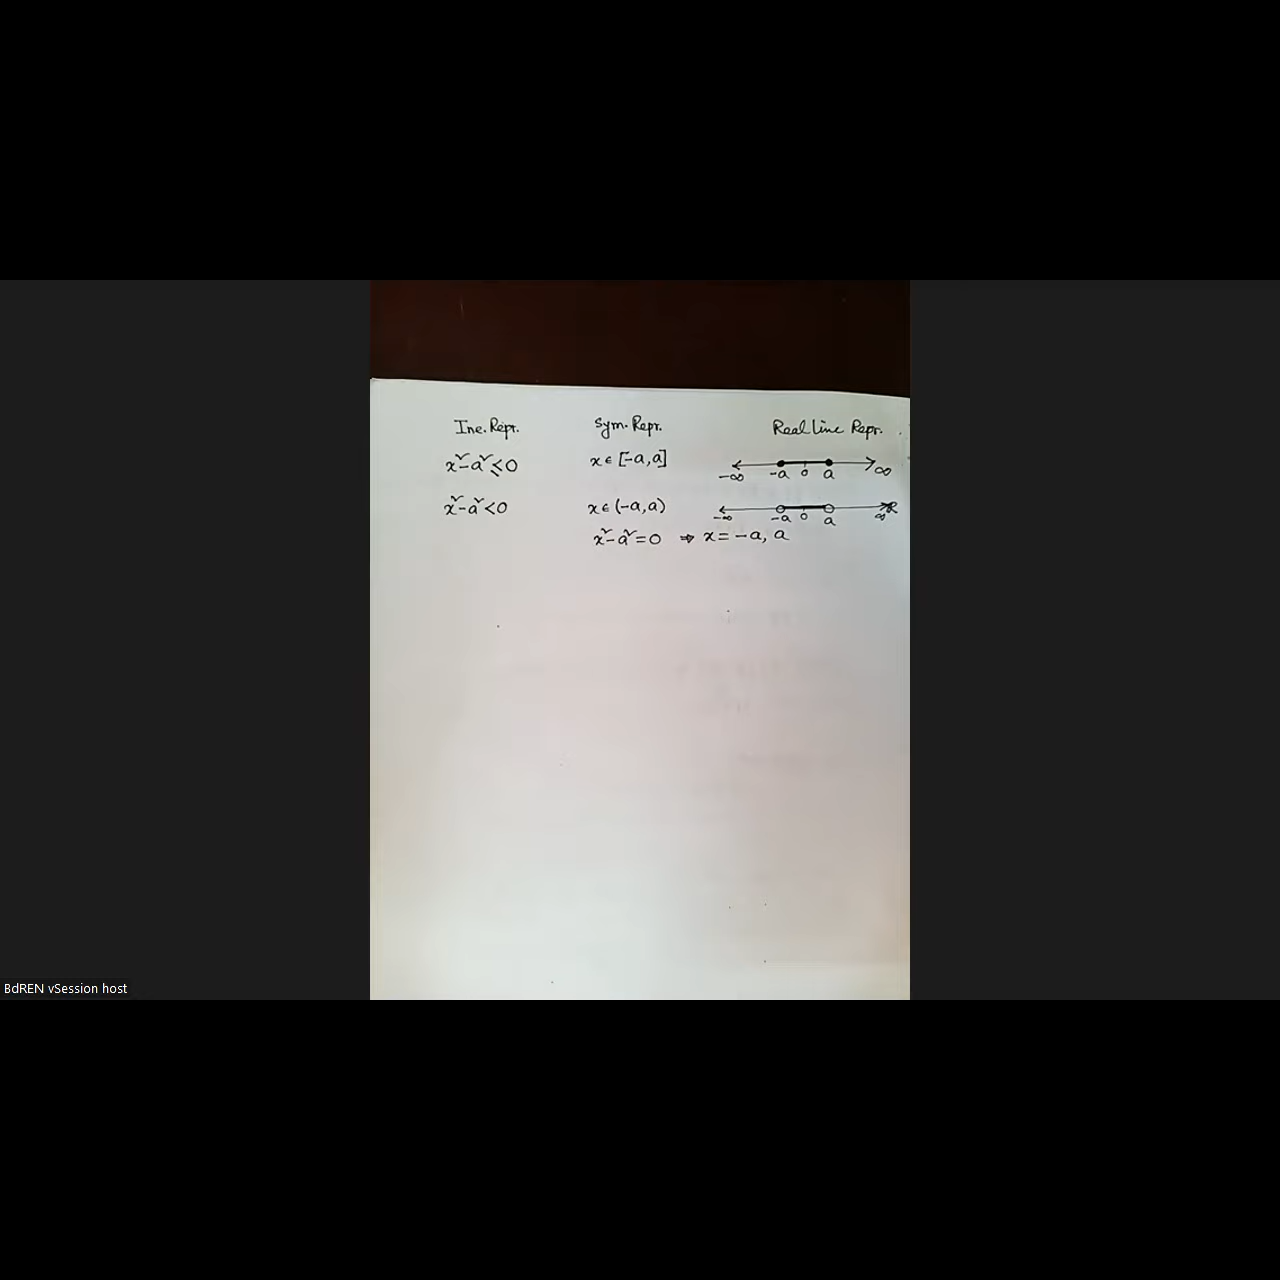 Ine. Repr. Sym. Repr. Real Line Repr.
x²-a²≤0 x ∈ [-a, a] -∞ -a 0 a ∞
x²-a²<0 x ∈ (-a, a) -∞ -a 0 a ∞ R
x²-a²=0 ⇒ x = -a, a
BdREN vSession host